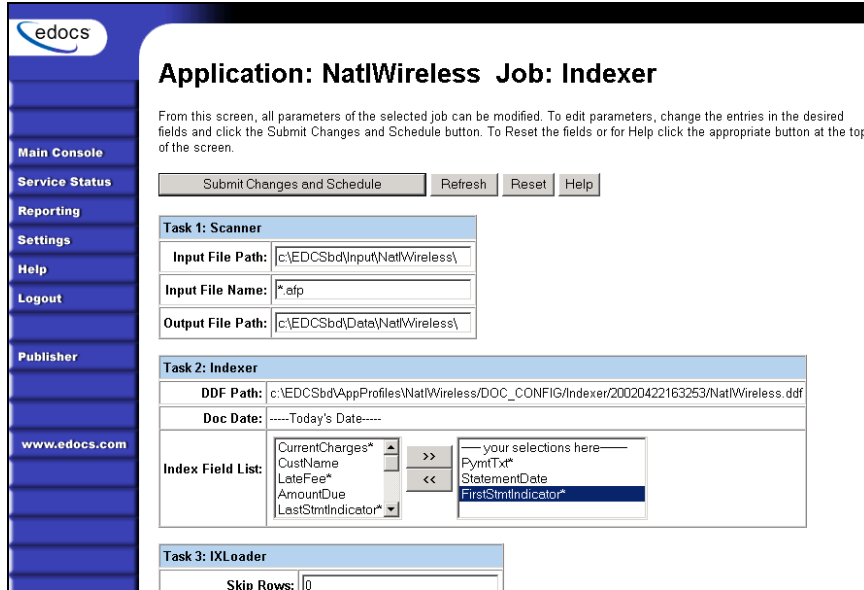 edocs
Application: NatlWireless Job: Indexer
From this screen, all parameters of the selected job can be modified. To edit parameters, change the entries in the desired
fields and click the Submit Changes and Schedule button. To Reset the fields or for Help click the appropriate button at the top
of the screen.
Submit Changes and Schedule Refresh Reset Help
Main Console
Service Status
Reporting
Settings
Help
Logout
Publisher
www.edocs.com
Task 1: Scanner
Input File Path: c:\EDCSbd\Input\NatlWireless\
Input File Name: *.afp
Output File Path: c:\EDCSbd\Data\NatlWireless\
Task 2: Indexer
DDF Path: c:\EDCSbd\AppProfiles\NatlWireless/DOC_CONFIG/Indexer/20020422163253/NatlWireless.ddf
Doc Date: -----Today's Date-----
Index Field List:
CurrentCharges*
CustName
LateFee*
AmountDue
LastStmtIndicator*
>>
<<
---- your selections here-----
PymtTxt*
StatementDate
FirstStmtIndicator*
Task 3: IXLoader
Skip Rows: 0